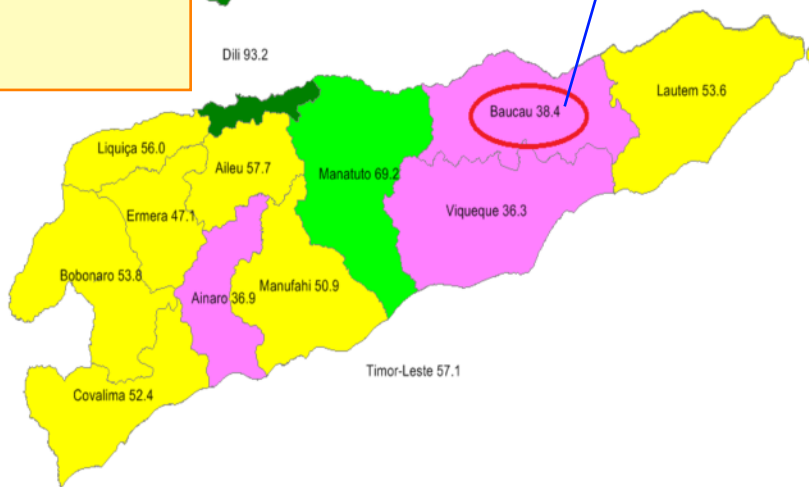 Dili 93.2
Lautem 53.6
Baucau 38.4
Liquiça 56.0
Aileu 57.7
Manatuto 69.2
Viqueque 36.3
Ermera 47.1
Bobonaro 53.8
Manufahi 50.9
Ainaro 36.9
Timor-Leste 57.1
Covalima 52.4